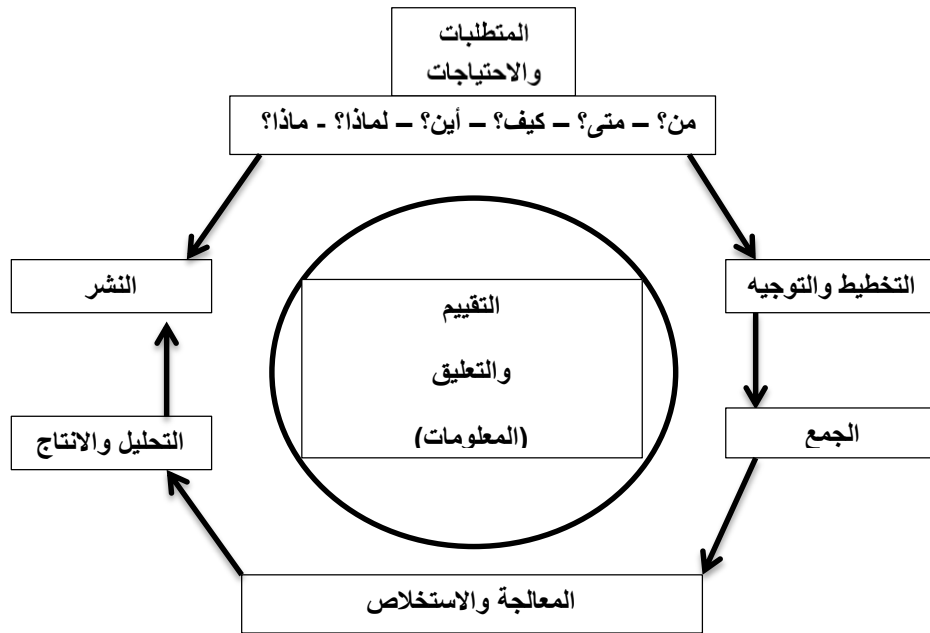 المتطلبات
والاحتياجات
من؟ – متى؟ – كيف؟ – أين؟ – لماذا؟ - ماذا؟
التخطيط والتوجيه
النشر
التقييم
والتعليق
(المعلومات)
الجمع
التحليل والانتاج
المعالجة والاستخلاص